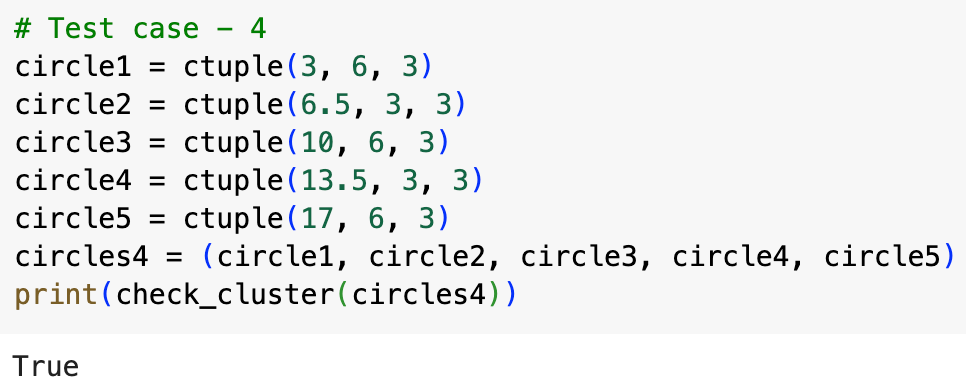 # Test case – 4
circle1 = ctuple(3, 6, 3)
circle2 = ctuple(6.5, 3, 3)
circle3 = ctuple(10, 6, 3)
circle4 = ctuple(13.5, 3, 3)
circle5 = ctuple(17, 6, 3)
circles4 = (circle1, circle2, circle3, circle4, circle5)
print(check_cluster(circles4))
True